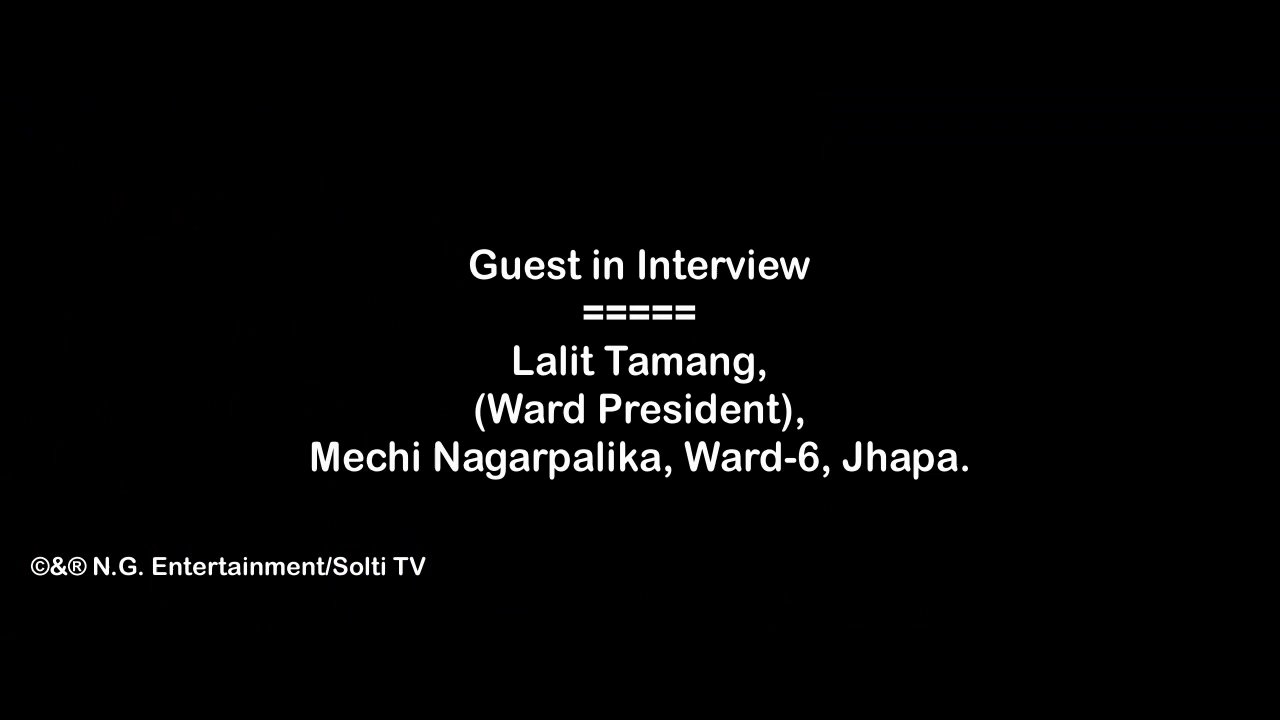 Guest in Interview
=====
Lalit Tamang,
(Ward President),
Mechi Nagarpalika, Ward-6, Jhapa.
©&® N.G. Entertainment/Solti TV